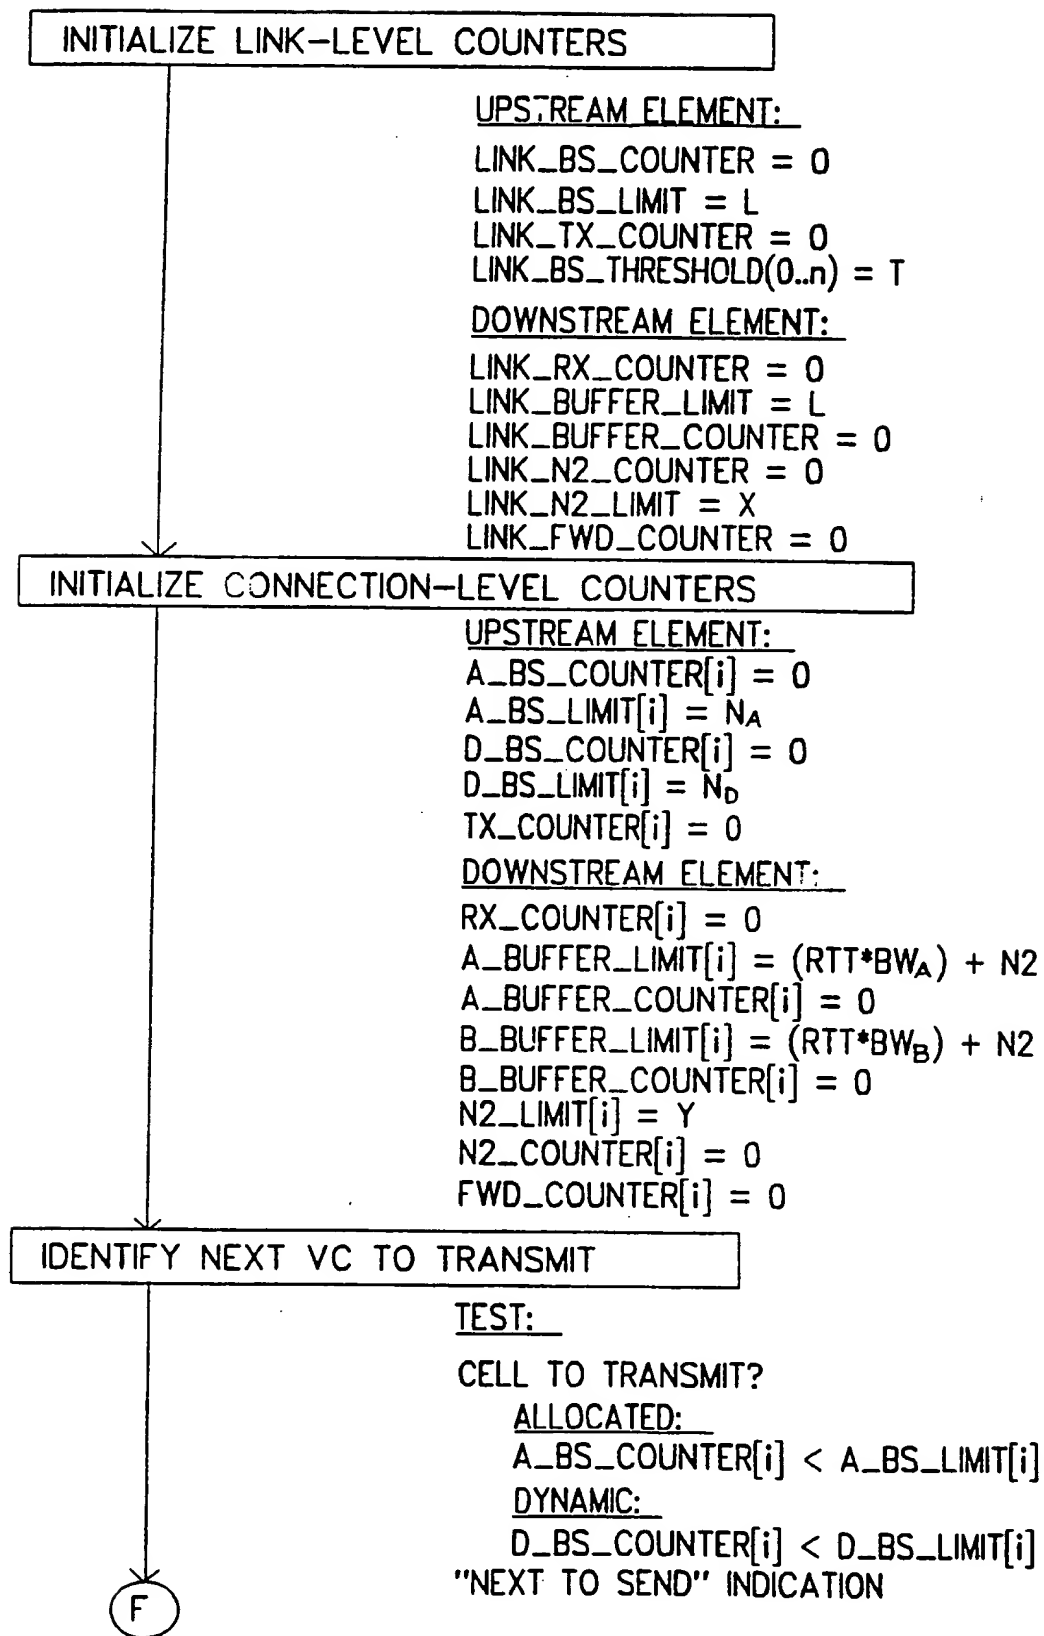 INITIALIZE LINK-LEVEL COUNTERS
UPSTREAM ELEMENT:
LINK_BS_COUNTER = 0
LINK_BS_LIMIT = L
LINK_TX_COUNTER = 0
LINK_BS_THRESHOLD(0..n) = T
DOWNSTREAM ELEMENT:
LINK_RX_COUNTER = 0
LINK_BUFFER_LIMIT = L
LINK_BUFFER_COUNTER = 0
LINK_N2_COUNTER = 0
LINK_N2_LIMIT = X
LINK_FWD_COUNTER = 0
INITIALIZE CONNECTION-LEVEL COUNTERS
UPSTREAM ELEMENT:
A_BS_COUNTER[i] = 0
A_BS_LIMIT[i] = NA
D_BS_COUNTER[i] = 0
D_BS_LIMIT[i] = ND
TX_COUNTER[i] = 0
DOWNSTREAM ELEMENT:
RX_COUNTER[i] = 0
A_BUFFER_LIMIT[i] = (RTT*BWA) + N2
A_BUFFER_COUNTER[i] = 0
B_BUFFER_LIMIT[i] = (RTT*BWB) + N2
B_BUFFER_COUNTER[i] = 0
N2_LIMIT[i] = Y
N2_COUNTER[i] = 0
FWD_COUNTER[i] = 0
IDENTIFY NEXT VC TO TRANSMIT
TEST:
CELL TO TRANSMIT?
ALLOCATED:
A_BS_COUNTER[i] < A_BS_LIMIT[i]
DYNAMIC:
D_BS_COUNTER[i] < D_BS_LIMIT[i]
"NEXT TO SEND" INDICATION
F